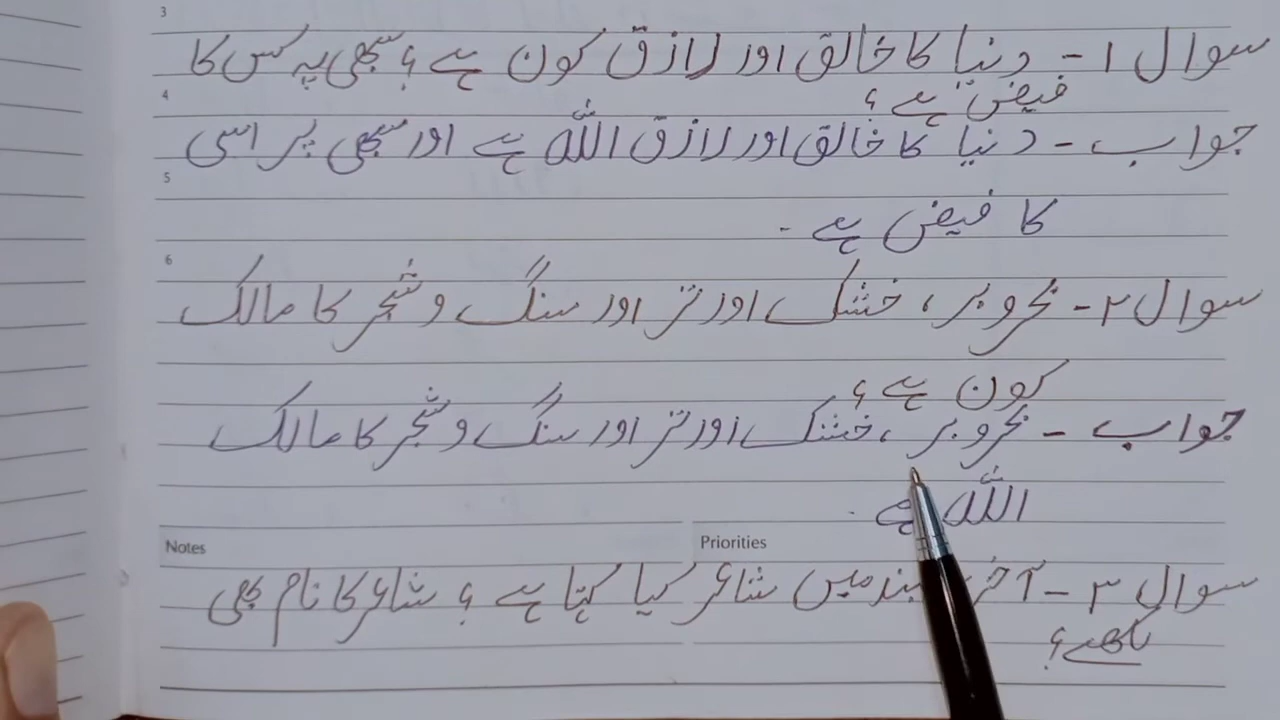 3
سوال ۱ - دنیا کا خالق اور رازق کون ہے؟ سبھی پہ کس کا
4
فیض ہے؟
جواب - دنیا کا خالق اور رازق اللہ ہے اور سبھی پر اسی
5
کا فیض ہے -
6
سوال ۲ - بحر و بر، خشک اور تر اور سنگ و شجر کا مالک
کون ہے؟
جواب - بحر و بر، خشک اور تر اور سنگ و شجر کا مالک
اللہ ہے -
Notes
Priorities
سوال ۳ - بند میں شاعر کیا کہتا ہے؟ شاعر کا نام بھی
لکھے؟